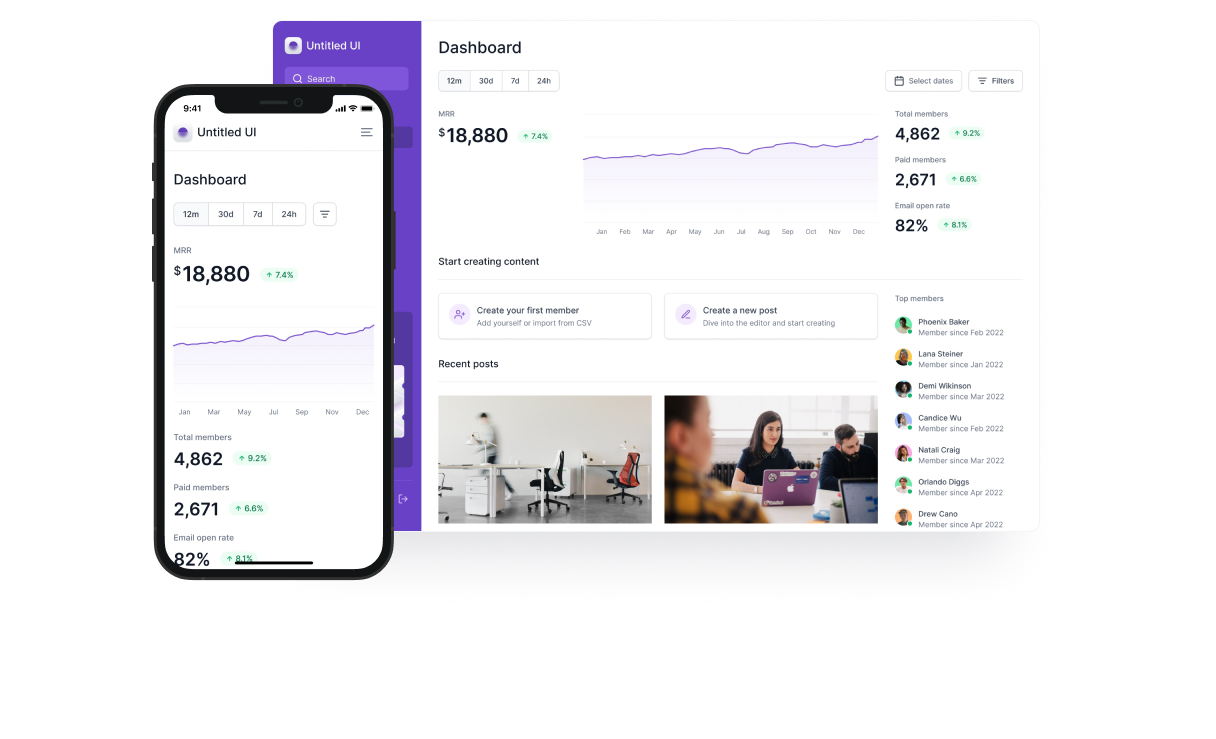 Untitled UI
Search
Dashboard
12m 30d 7d 24h
Select dates
Filters
MRR
$18,880
7.4%
Jan Feb Mar Apr May Jun Jul Aug Sep Oct Nov Dec
Total members
4,862
9.2%
Paid members
2,671
6.6%
Email open rate
82%
8.1%
Start creating content
Create your first member
Add yourself or import from CSV
Create a new post
Dive into the editor and start creating
Recent posts
Top members
Phoenix Baker
Member since Feb 2022
Lana Steiner
Member since Jan 2022
Demi Wikinson
Member since Mar 2022
Candice Wu
Member since Feb 2022
Natali Craig
Member since Mar 2022
Orlando Diggs
Member since Apr 2022
Drew Cano
Member since Apr 2022
9:41
Untitled UI
Dashboard
12m 30d 7d 24h
MRR
$18,880
7.4%
Jan Mar May Jul Sep Nov Dec
Total members
4,862
9.2%
Paid members
2,671
6.6%
Email open rate
82%
8.1%